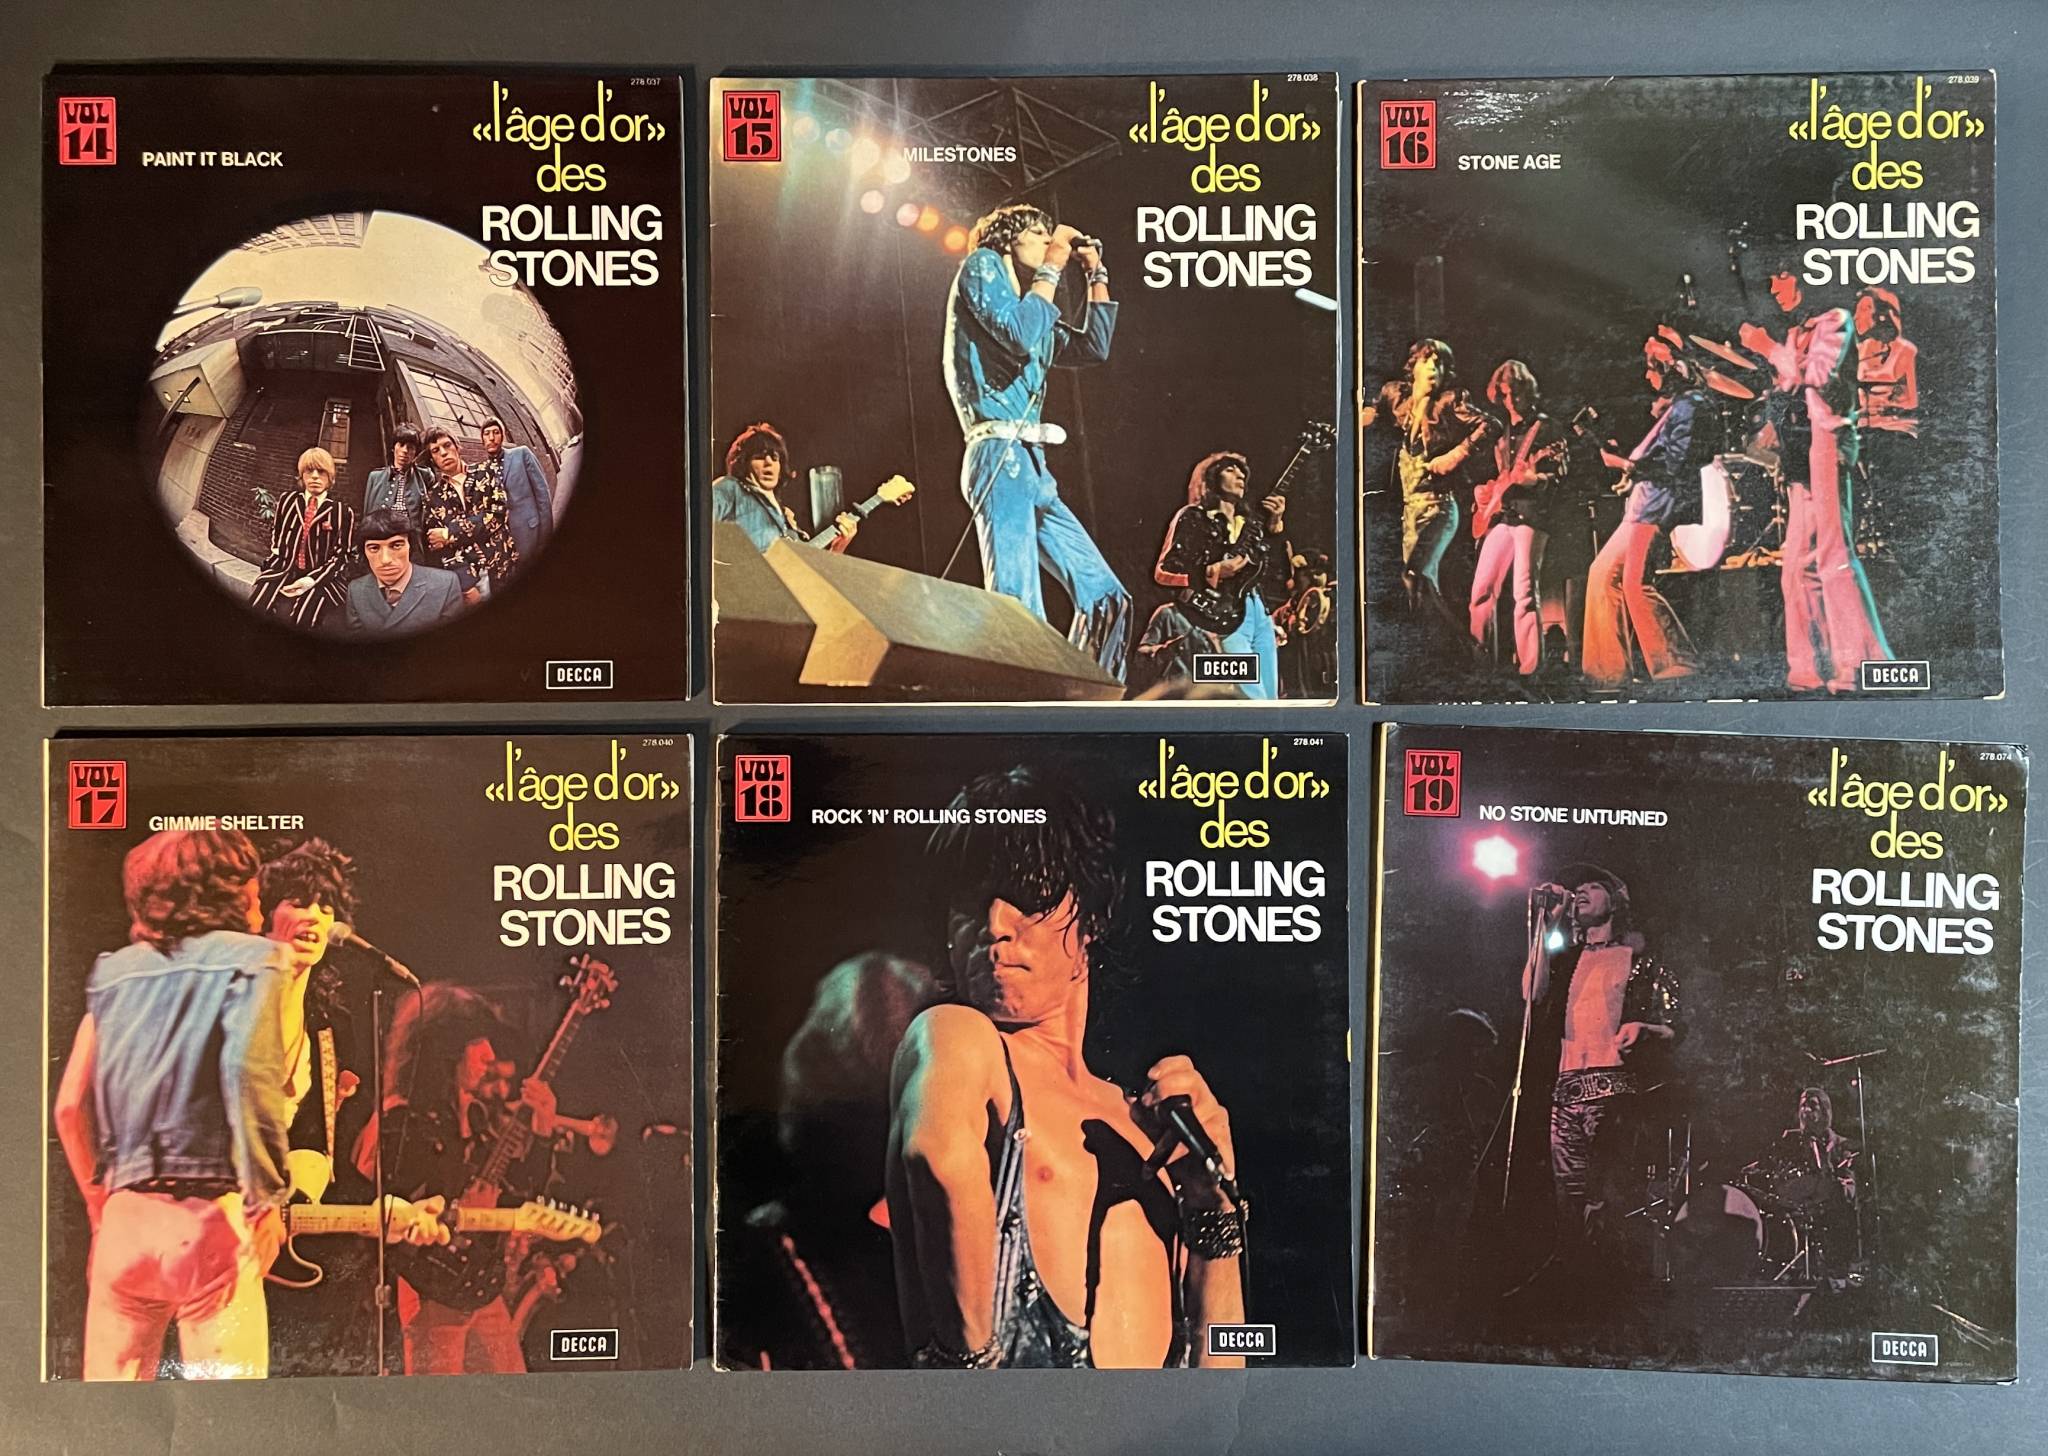 278.037
VOL
14
PAINT IT BLACK
«l'âge d'or»
des
ROLLING
STONES
DECCA
278.038
VOL
15
MILESTONES
«l'âge d'or»
des
ROLLING
STONES
DECCA
278.039
VOL
16
STONE AGE
«l'âge d'or»
des
ROLLING
STONES
DECCA
278.040
VOL
17
GIMMIE SHELTER
«l'âge d'or»
des
ROLLING
STONES
DECCA
278.041
VOL
18
ROCK 'N' ROLLING STONES
«l'âge d'or»
des
ROLLING
STONES
DECCA
278.074
VOL
19
NO STONE UNTURNED
«l'âge d'or»
des
ROLLING
STONES
DECCA